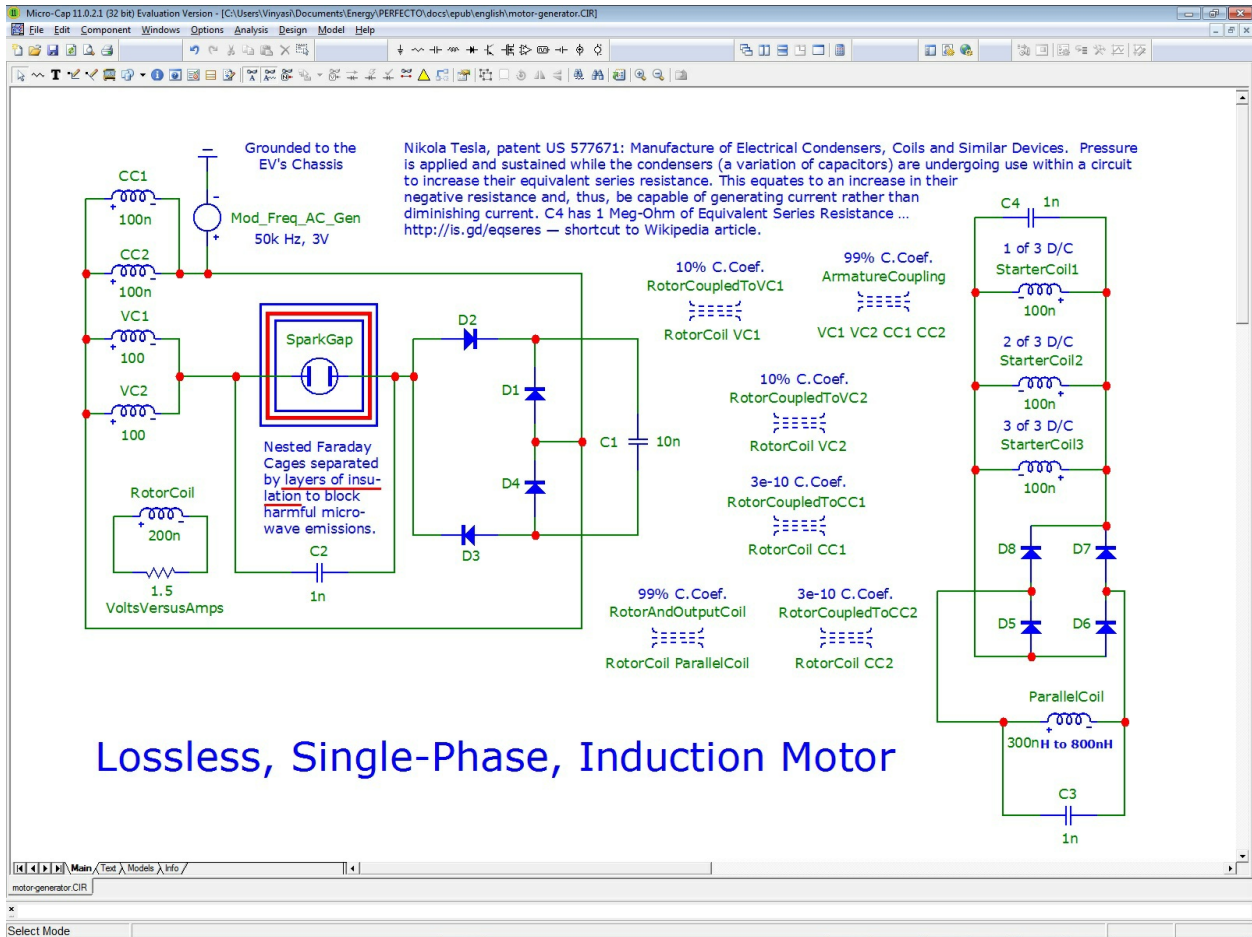 Micro-Cap 11.0.2.1 (32 bit) Evaluation Version - [C:\Users\Vinyasi\Documents\Energy\PERFECTO\docs\epub\english\motor-generator.CIR]
File Edit Component Windows Options Analysis Design Model Help
Grounded to the
EV's Chassis
Nikola Tesla, patent US 577671: Manufacture of Electrical Condensers, Coils and Similar Devices. Pressure
is applied and sustained while the condensers (a variation of capacitors) are undergoing use within a circuit
to increase their equivalent series resistance. This equates to an increase in their
negative resistance and, thus, be capable of generating current rather than
diminishing current. C4 has 1 Meg-Ohm of Equivalent Series Resistance ...
http://is.gd/eqseres — shortcut to Wikipedia article.
CC1
+ -
100n
-
Mod_Freq_AC_Gen
50k Hz, 3V
+
CC2
+ -
100n
VC1
+ -
100
VC2
+ -
100
SparkGap
Nested Faraday
Cages separated
by layers of insu-
lation to block
harmful micro-
wave emissions.
C2
1n
RotorCoil
+ -
200n
1.5
VoltsVersusAmps
D2
D1
D4
D3
C1 10n
10% C.Coef.
RotorCoupledToVC1
RotorCoil VC1
99% C.Coef.
ArmatureCoupling
VC1 VC2 CC1 CC2
10% C.Coef.
RotorCoupledToVC2
RotorCoil VC2
3e-10 C.Coef.
RotorCoupledToCC1
RotorCoil CC1
99% C.Coef.
RotorAndOutputCoil
RotorCoil ParallelCoil
3e-10 C.Coef.
RotorCoupledToCC2
RotorCoil CC2
C4 1n
1 of 3 D/C
StarterCoil1
- +
100n
2 of 3 D/C
StarterCoil2
- +
100n
3 of 3 D/C
StarterCoil3
- +
100n
D8 D7
D5 D6
ParallelCoil
+ -
300nH to 800nH
C3
1n
Lossless, Single-Phase, Induction Motor
Main Text Models Info
motor-generator.CIR
Select Mode